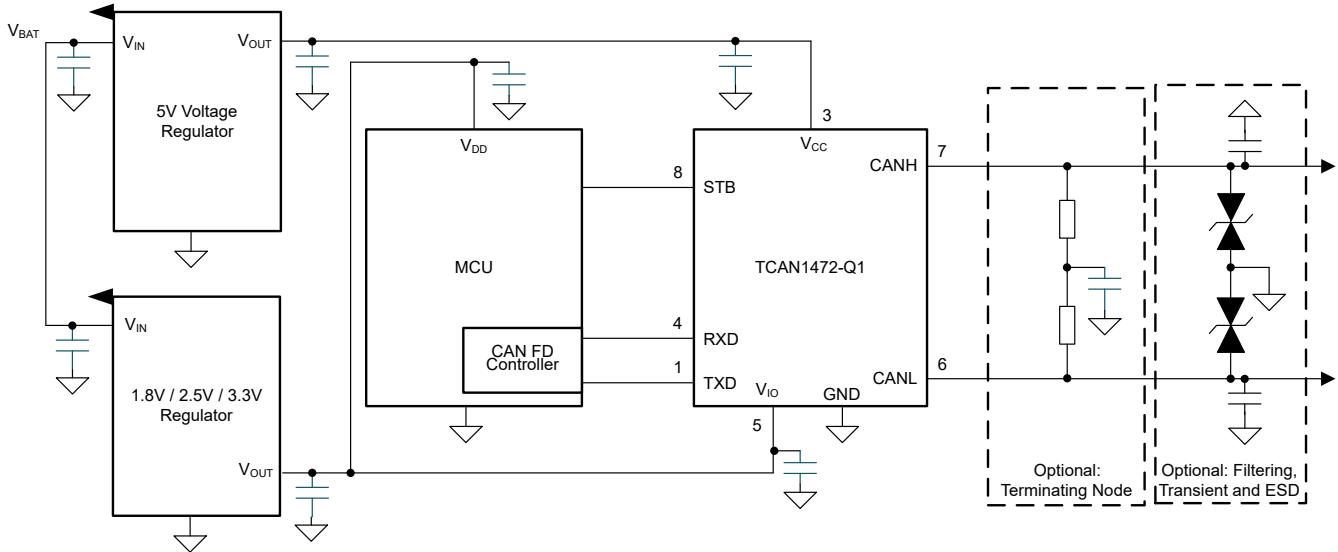 VBAT
VIN
VOUT
5V Voltage
Regulator
VIN
1.8V / 2.5V / 3.3V
Regulator
VOUT
VDD
MCU
CAN FD
Controller
8
4
1
3
VCC
STB
TCAN1472-Q1
RXD
TXD
VIO
GND
5
CANH
7
CANL
6
Optional:
Terminating Node
Optional: Filtering,
Transient and ESD